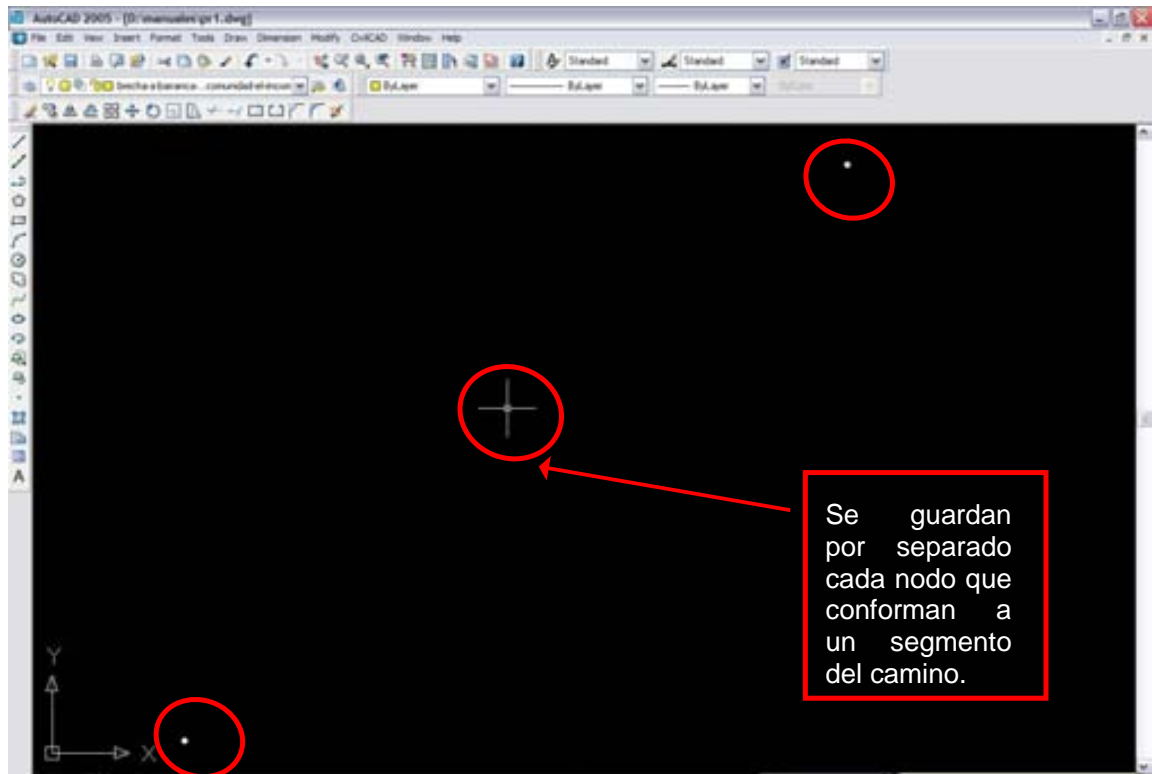 AutoCAD 2005 - [D:\manuales\pr1.dwg]
File Edit View Insert Format Tools Draw Dimension Modify CivilCAD Window Help
Standard Standard Standard
ByLayer ByLayer ByLayer
A
Se guardan
por separado
cada nodo que
conforman a
un segmento
del camino.
Y
X